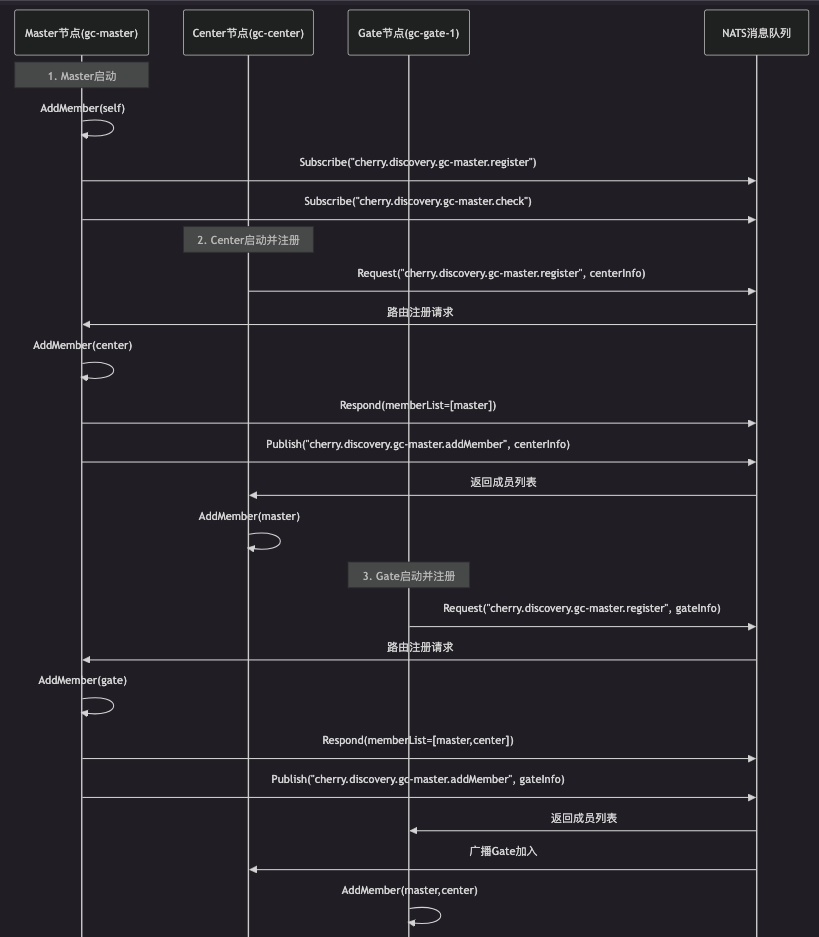 Master节点(gc-master)
Center节点(gc-center)
Gate节点(gc-gate-1)
NATS消息队列
1. Master启动
AddMember(self)
Subscribe("cherry.discovery.gc-master.register")
Subscribe("cherry.discovery.gc-master.check")
2. Center启动并注册
Request("cherry.discovery.gc-master.register", centerInfo)
路由注册请求
AddMember(center)
Respond(memberList=[master])
Publish("cherry.discovery.gc-master.addMember", centerInfo)
返回成员列表
AddMember(master)
3. Gate启动并注册
Request("cherry.discovery.gc-master.register", gateInfo)
路由注册请求
AddMember(gate)
Respond(memberList=[master,center])
Publish("cherry.discovery.gc-master.addMember", gateInfo)
返回成员列表
广播Gate加入
AddMember(master,center)